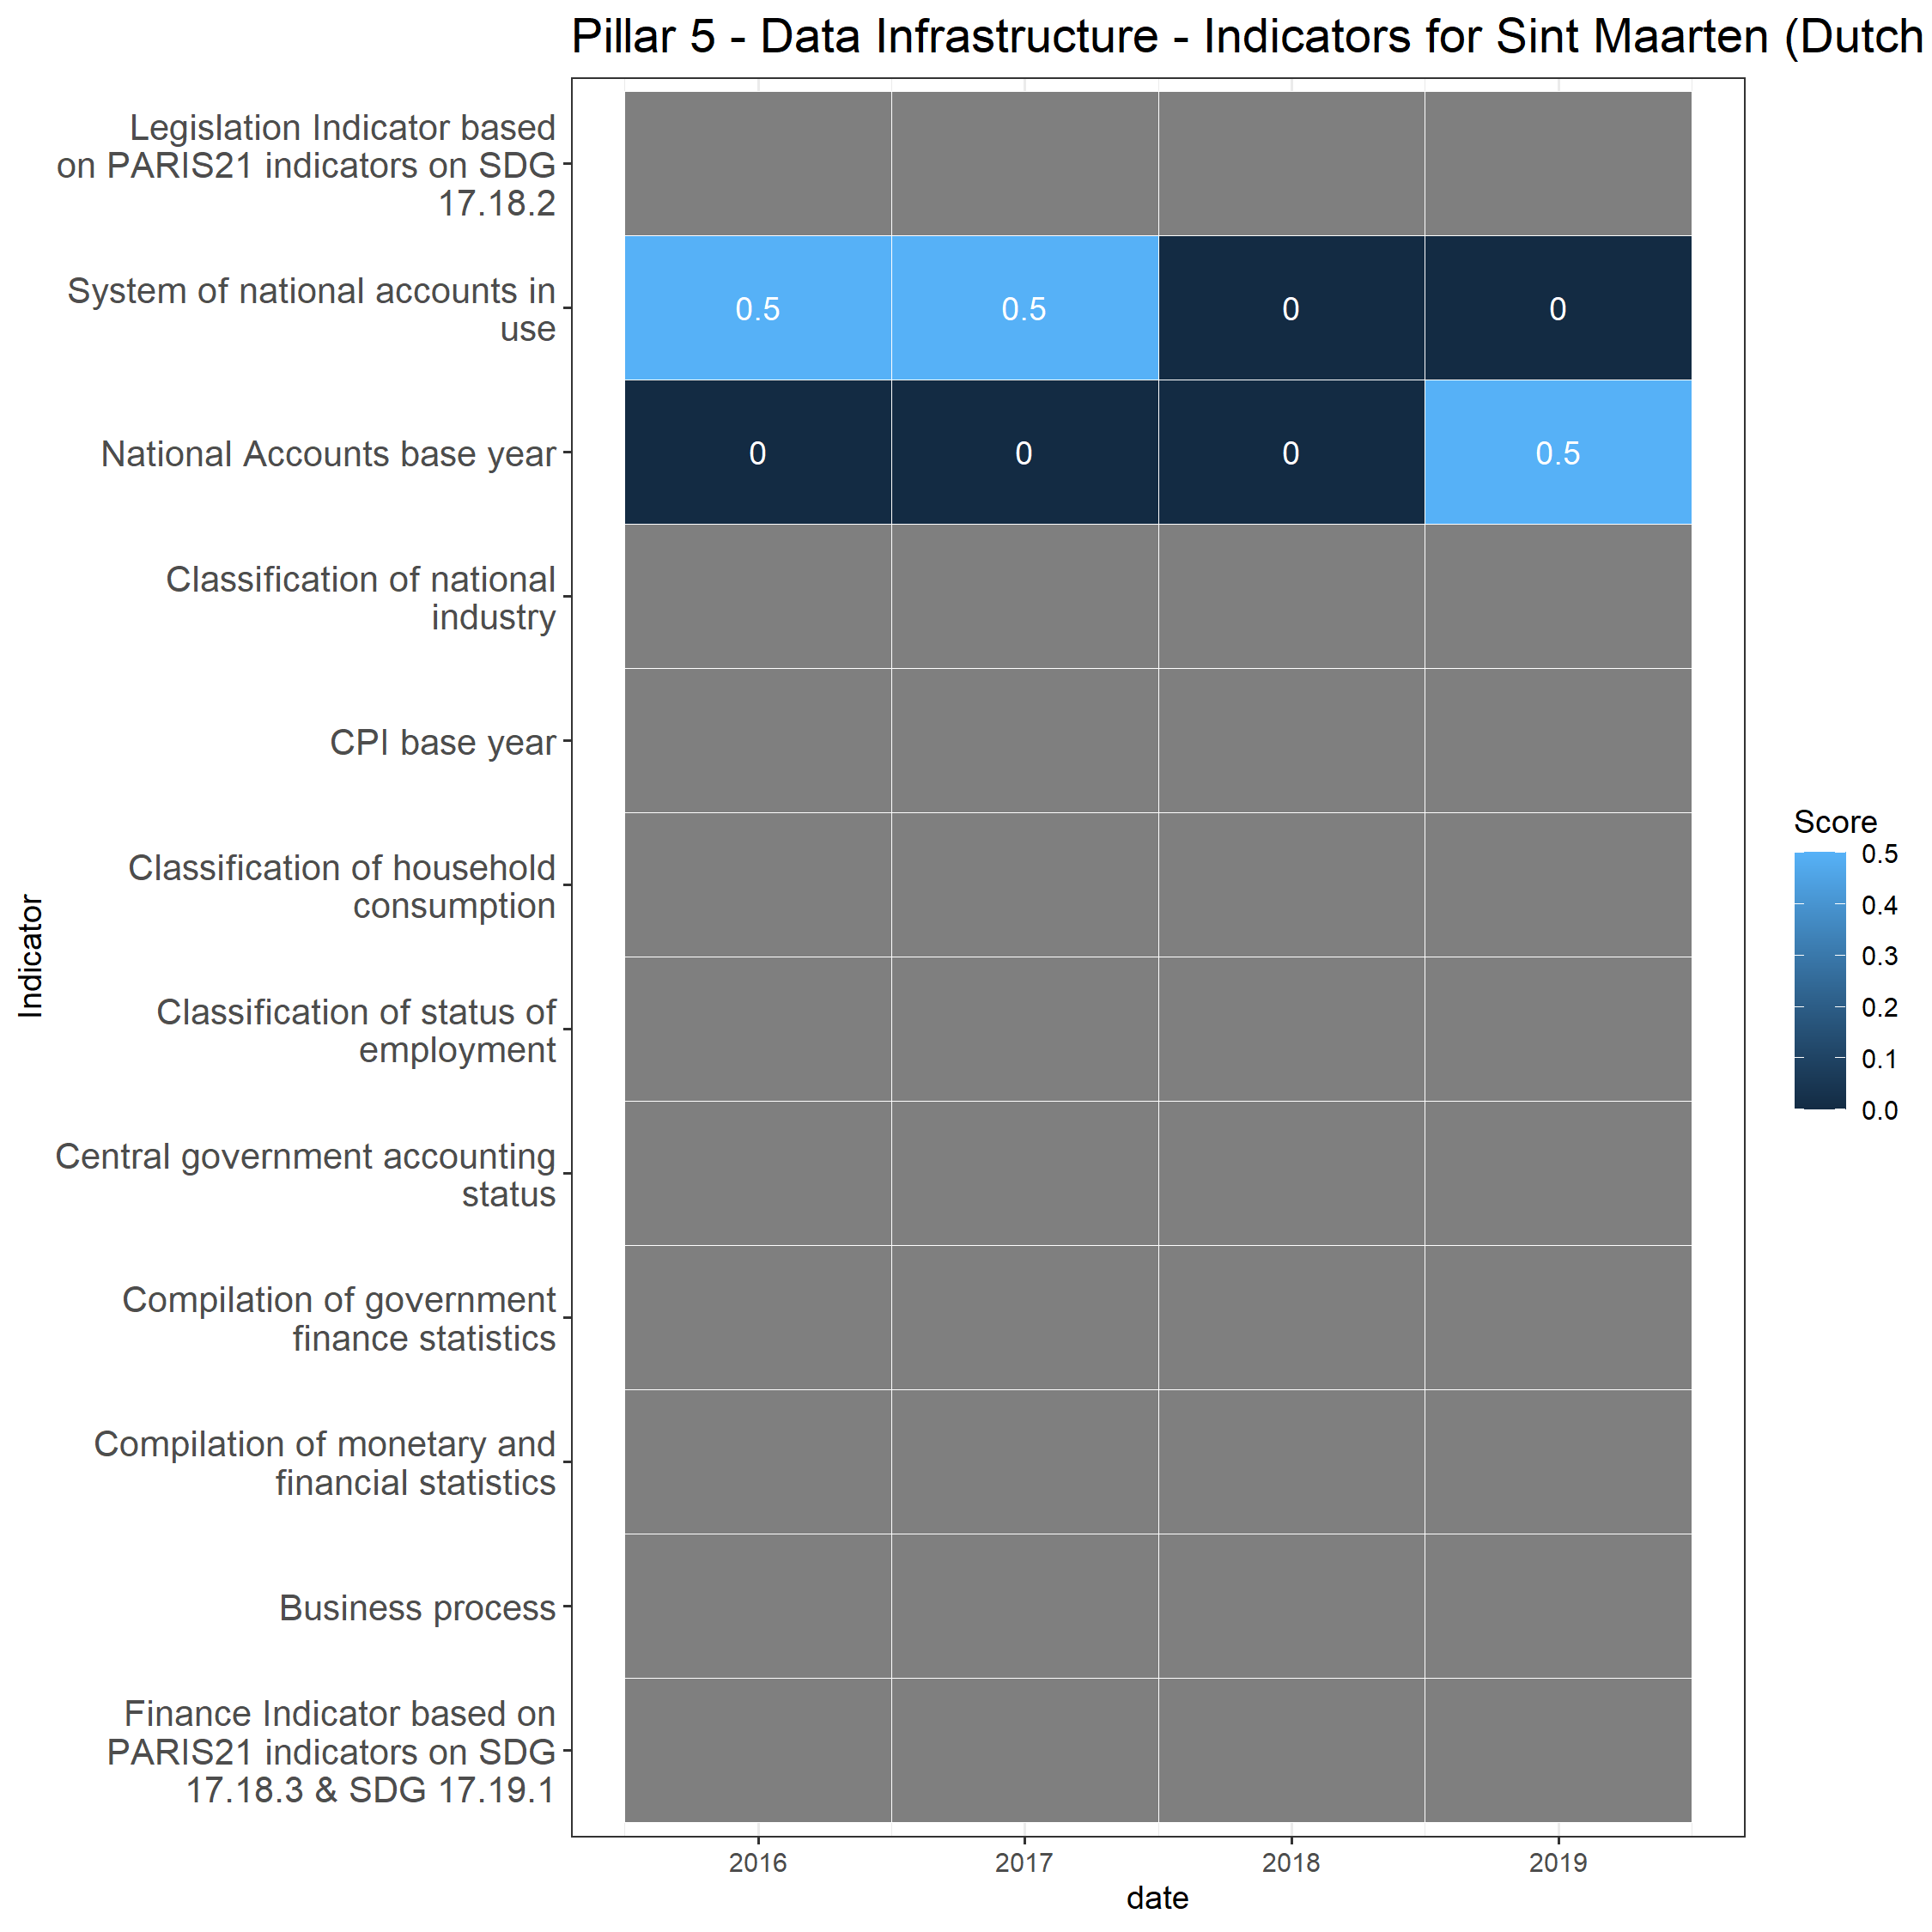 Pillar 5 - Data Infrastructure - Indicators for Sint Maarten (Dutch
Legislation Indicator based
on PARIS21 indicators on SDG
17.18.2
System of national accounts in
use
0.5 0.5 0 0
National Accounts base year
0 0 0 0.5
Classification of national
industry
CPI base year
Classification of household
consumption
Classification of status of
employment
Central government accounting
status
Compilation of government
finance statistics
Compilation of monetary and
financial statistics
Business process
Finance Indicator based on
PARIS21 indicators on SDG
17.18.3 & SDG 17.19.1
Indicator
2016 2017 2018 2019
date
Score
0.5
0.4
0.3
0.2
0.1
0.0